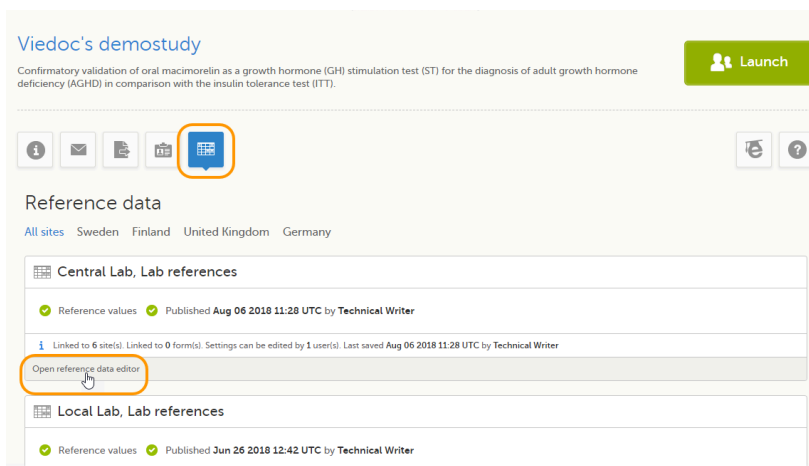 Viedoc's demostudy
Launch
Confirmatory validation of oral macimorelin as a growth hormone (GH) stimulation test (ST) for the diagnosis of adult growth hormone
deficiency (AGHD) in comparison with the insulin tolerance test (ITT).
Reference data
All sites Sweden Finland United Kingdom Germany
Central Lab, Lab references
Reference values Published Aug 06 2018 11:28 UTC by Technical Writer
i Linked to 6 site(s). Linked to 0 form(s). Settings can be edited by 1 user(s). Last saved Aug 06 2018 11:28 UTC by Technical Writer
Open reference data editor
Local Lab, Lab references
Reference values Published Jun 26 2018 12:42 UTC by Technical Writer